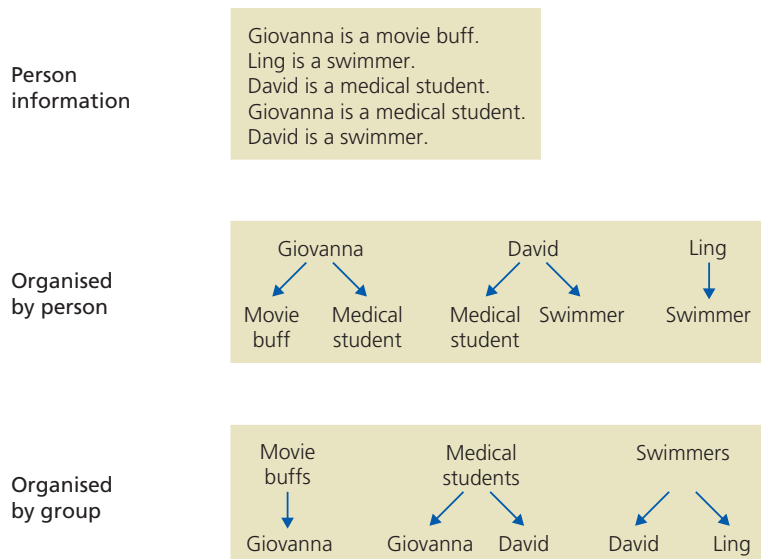 Person
information
Giovanna is a movie buff.
Ling is a swimmer.
David is a medical student.
Giovanna is a medical student.
David is a swimmer.
Organised
by person
Giovanna
David
Ling
Movie
buff
Medical
student
Medical
student
Swimmer
Swimmer
Organised
by group
Movie
buffs
Medical
students
Swimmers
Giovanna
Giovanna
David
David
Ling